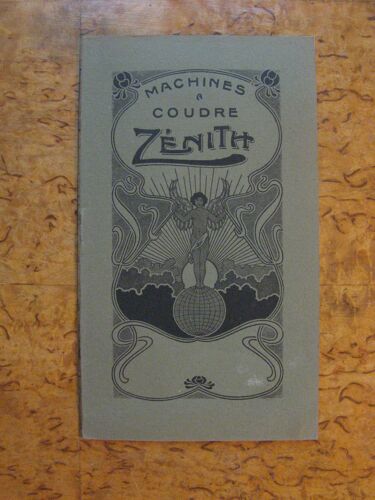 MACHINES
à
COUDRE
ZÉNITH